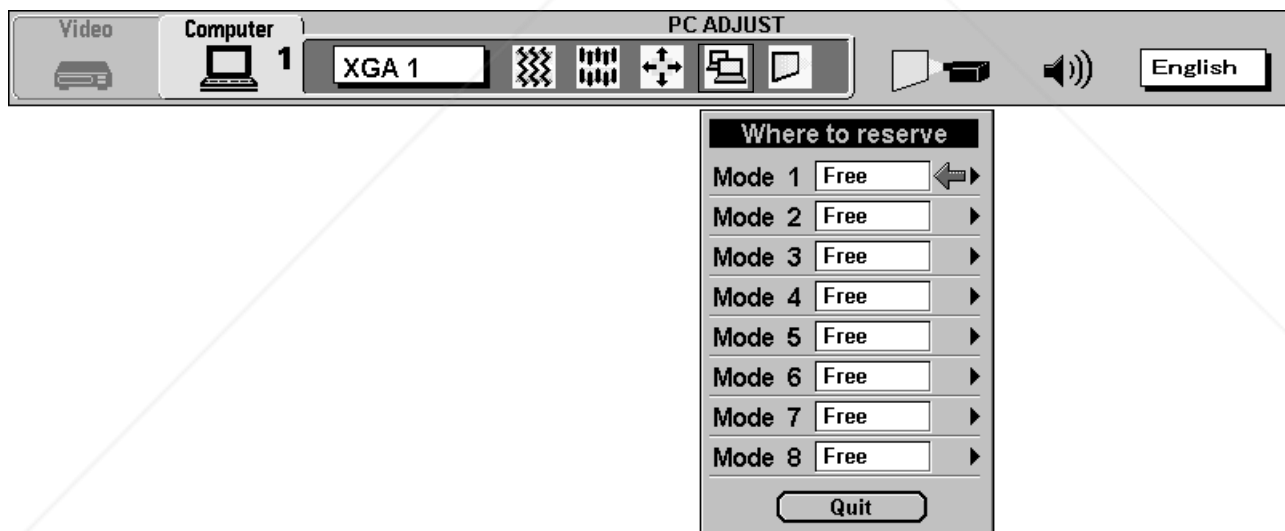 Video
Computer
1
PC ADJUST
XGA 1
English
Where to reserve
Mode 1 Free
Mode 2 Free
Mode 3 Free
Mode 4 Free
Mode 5 Free
Mode 6 Free
Mode 7 Free
Mode 8 Free
Quit